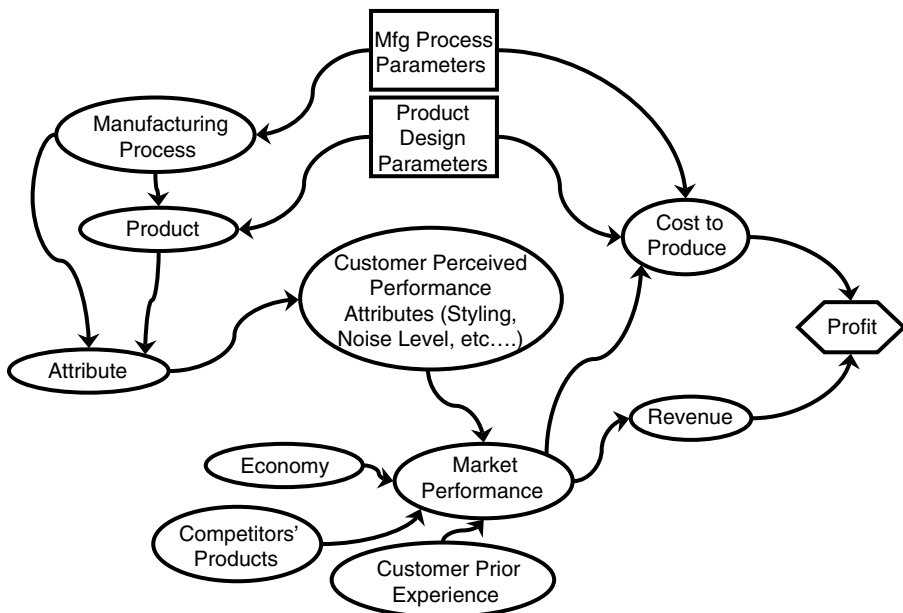 Mfg Process
Parameters
Product
Design
Parameters
Manufacturing
Process
Product
Cost to
Produce
Customer Perceived
Performance
Attributes (Styling,
Noise Level, etc….)
Profit
Attribute
Revenue
Economy
Market
Performance
Competitors’
Products
Customer Prior
Experience